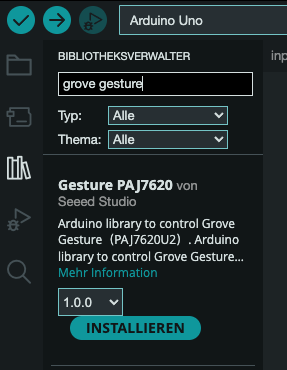 Arduino Uno
BIBLIOTHEKSVERWALTER
inp
grove gesture
Typ: Alle
Thema: Alle
Gesture PAJ7620 von
Seeed Studio
Arduino library to control Grove
Gesture（PAJ7620U2）. Arduino
library to control Grove Gesture...
Mehr Information
1.0.0
INSTALLIEREN